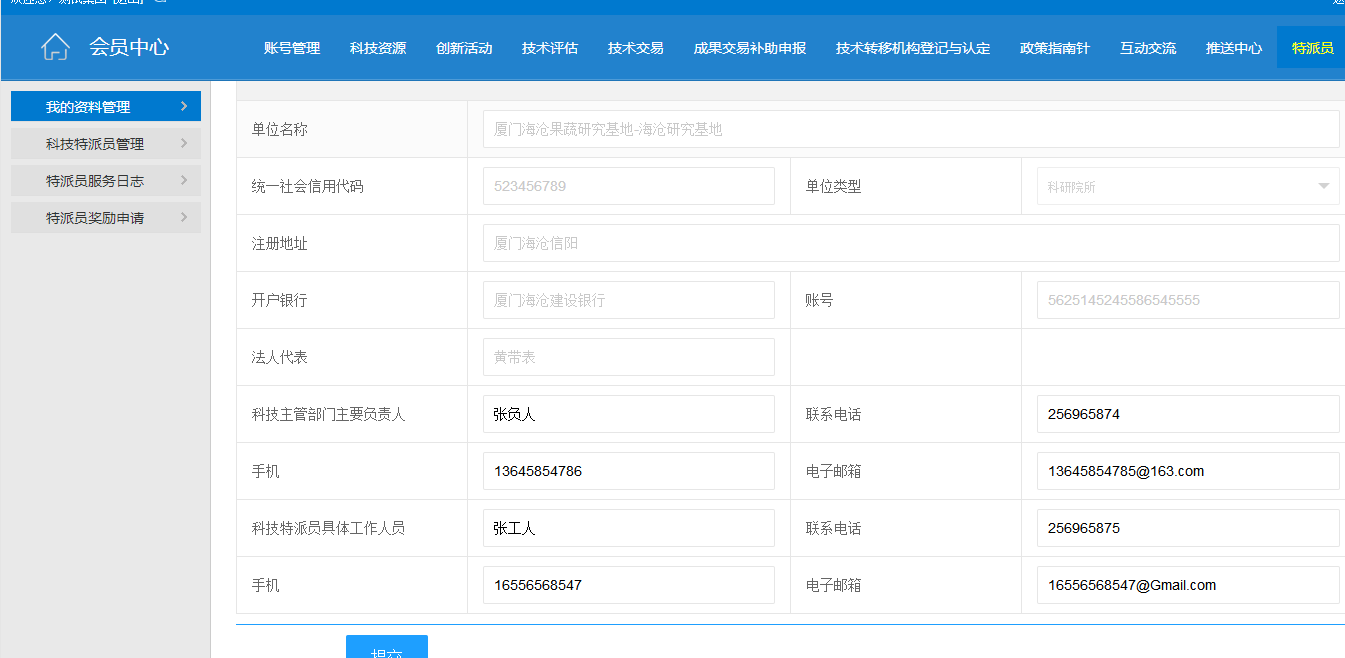 会员中心
账号管理 科技资源 创新活动 技术评估 技术交易 成果交易补助申报 技术转移机构登记与认定 政策指南针 互动交流 推送中心 特派员
我的资料管理
科技特派员管理
特派员服务日志
特派员奖励申请
单位名称 厦门海沧果蔬研究基地-海沧研究基地
统一社会信用代码 523456789 单位类型 科研院所
注册地址 厦门海沧信阳
开户银行 厦门海沧建设银行 账号 5625145245586545555
法人代表 黄带表
科技主管部门主要负责人 张负人 联系电话 256965874
手机 13645854786 电子邮箱 13645854785@163.com
科技特派员具体工作人员 张工人 联系电话 256965875
手机 16556568547 电子邮箱 16556568547@Gmail.com
提交